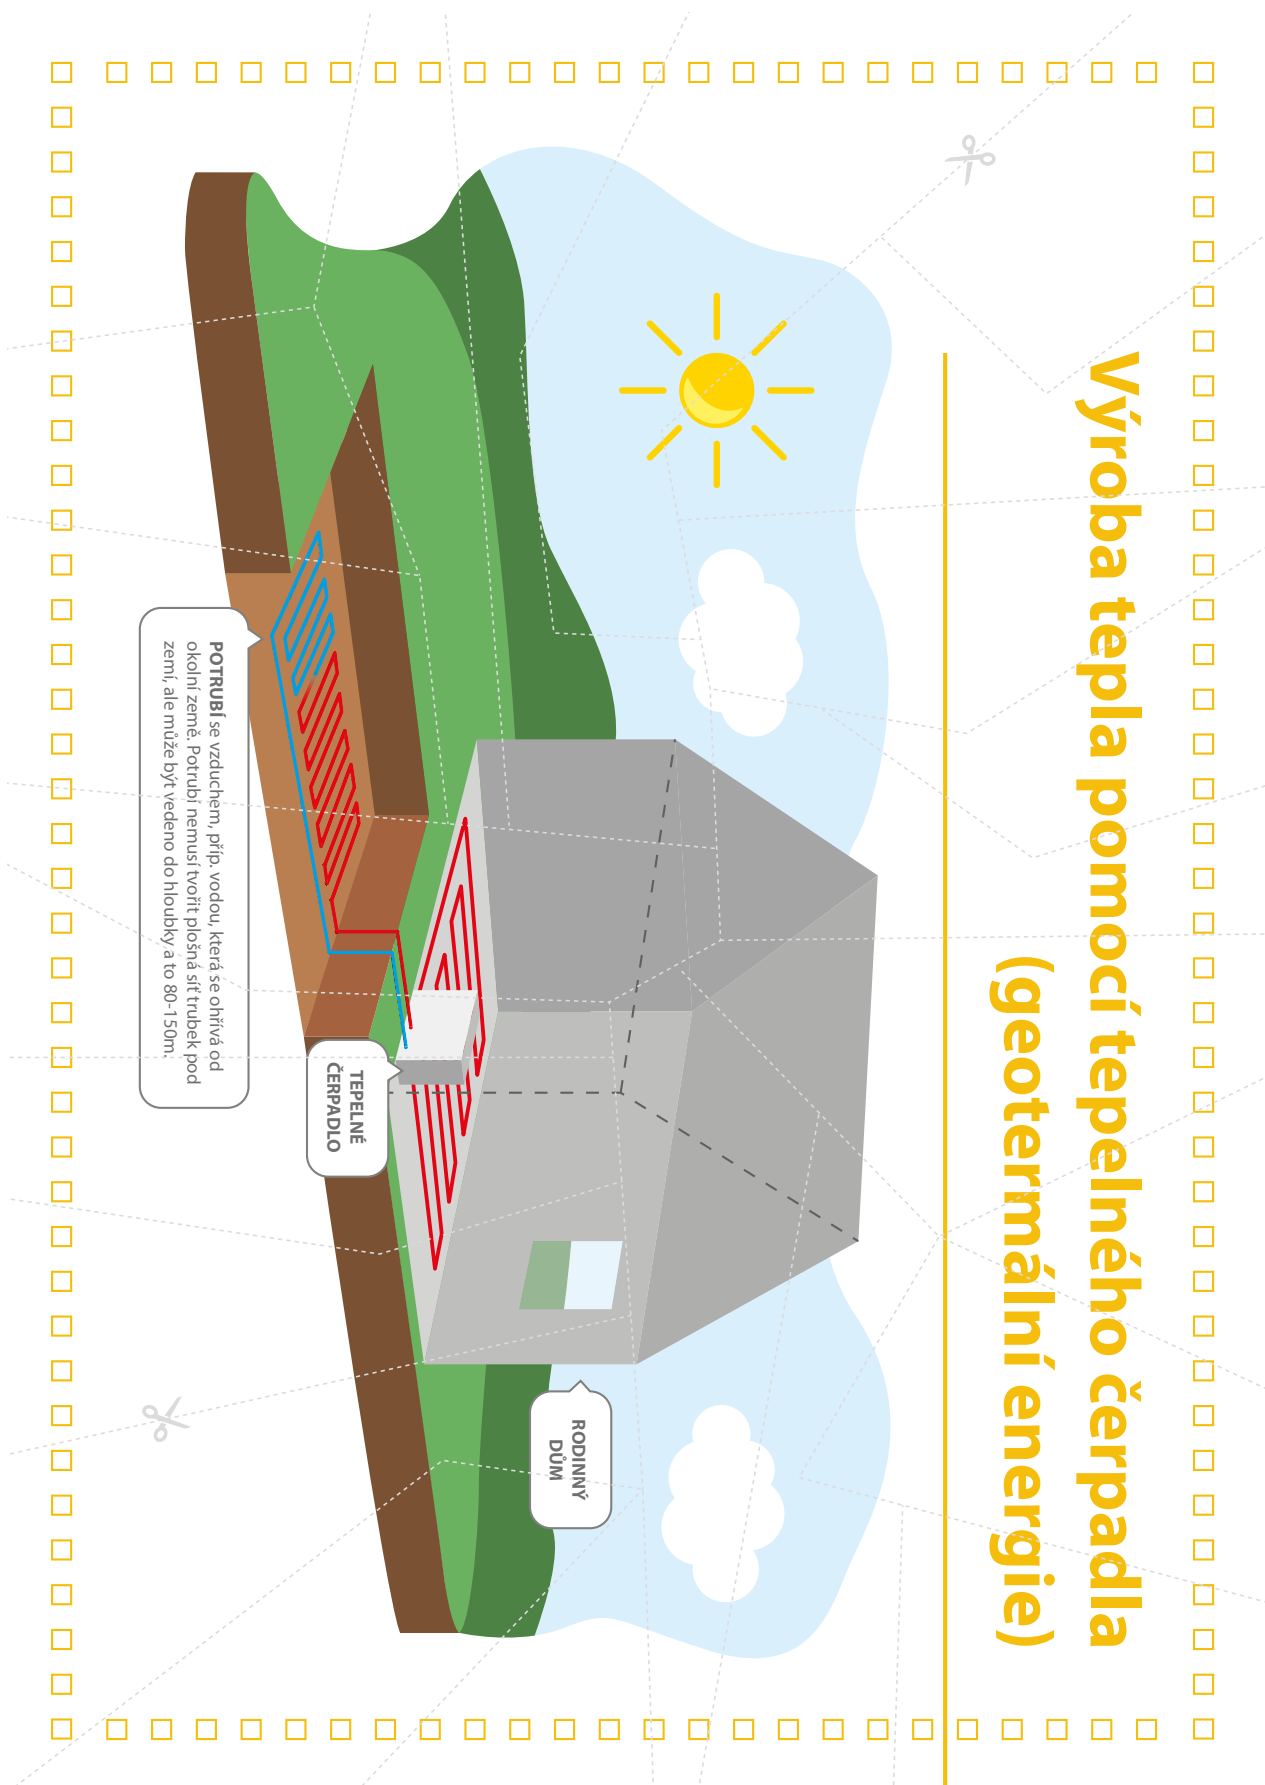 Výroba tepla pomocí tepelného čerpadla
(geotermální energie)
RODINNÝ
DŮM
TEPELNÉ
ČERPADLO
POTRUBÍ se vzduchem, příp. vodou, která se ohřívá od
okolní země. Potrubí nemusí tvořit plošná síť trubek pod
zemí, ale může být vedeno do hloubky a to 80-150m.